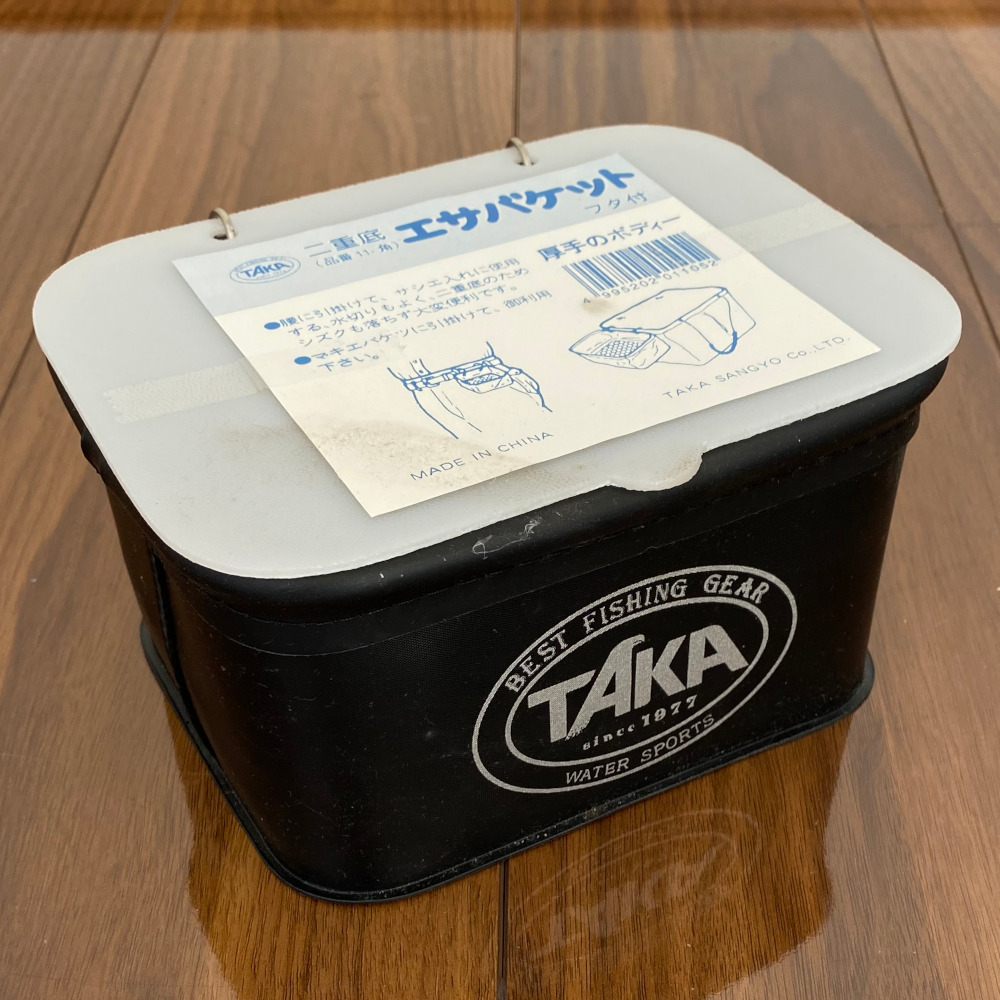 TAKA
二重底
エサバケット
(品番11.角)
フタ付
厚手のボディー
●腰に引掛けて、サシエ入れに使用
する。水切りもよく、二重底のため
シズクも落ちず大変便利です。
●マキエバケツに引掛けて、御利用
下さい。
4 995202 011052
MADE IN CHINA
TAKA SANGYO Co.,LTD.
BEST FISHING GEAR
TAKA
since 1977
WATER SPORTS